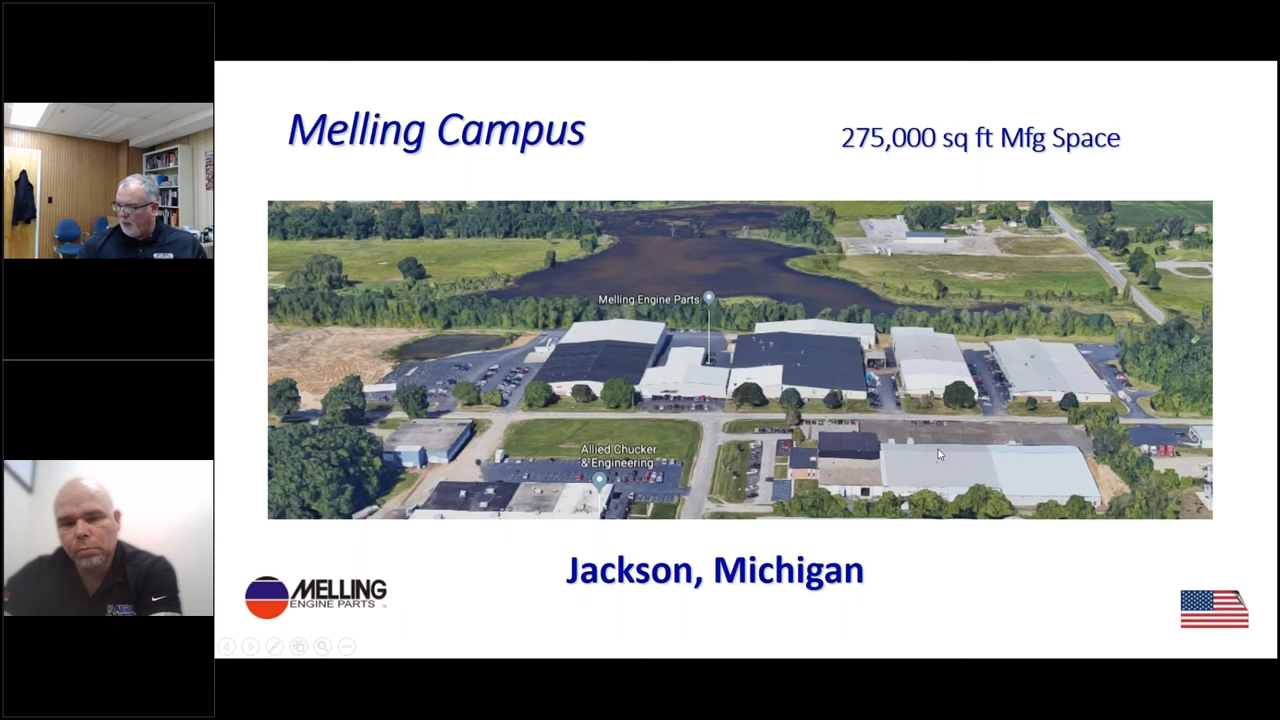 Melling Campus
275,000 sq ft Mfg Space
Melling Engine Parts
Allied Chucker
& Engineering
Jackson, Michigan
MELLING
ENGINE PARTS